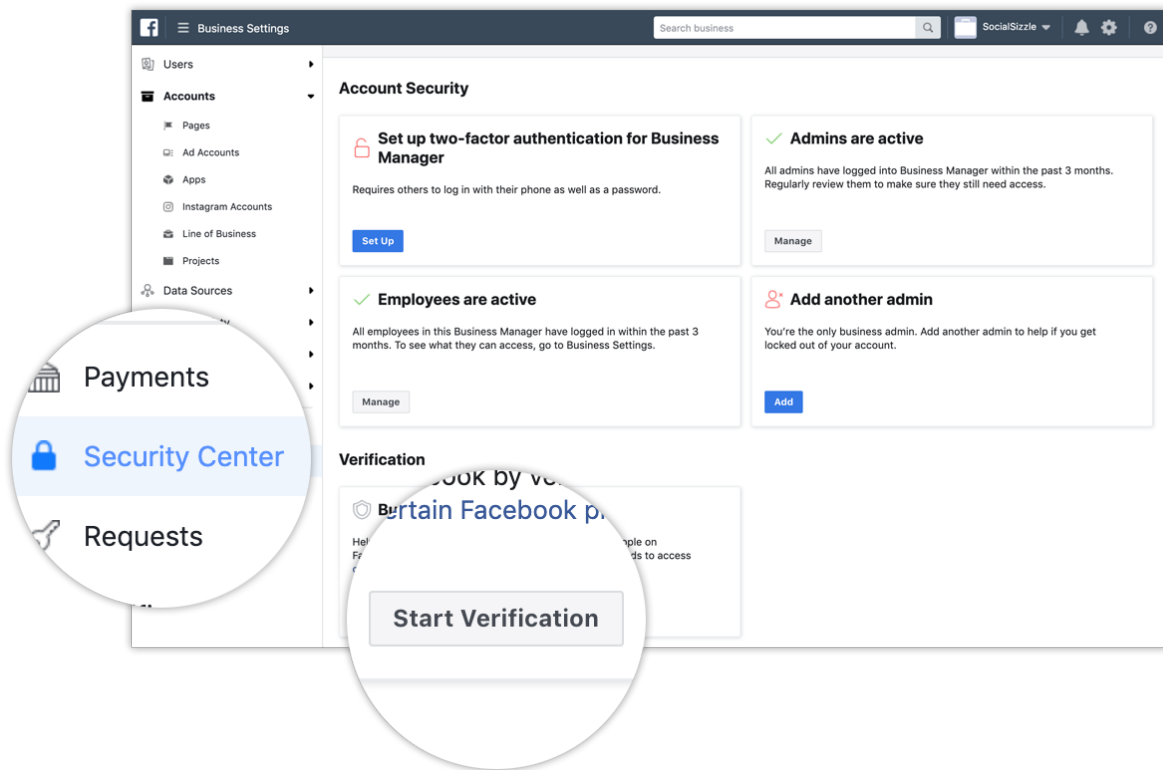 Business Settings
Search business
SocialSizzle
Users
Accounts
Pages
Ad Accounts
Apps
Instagram Accounts
Line of Business
Projects
Data Sources
Payments
Security Center
Requests
Account Security
Set up two-factor authentication for Business
Manager
Requires others to log in with their phone as well as a password.
Set Up
Admins are active
All admins have logged into Business Manager within the past 3 months.
Regularly review them to make sure they still need access.
Manage
Employees are active
All employees in this Business Manager have logged in within the past 3
months. To see what they can access, go to Business Settings.
Manage
Add another admin
You're the only business admin. Add another admin to help if you get
locked out of your account.
Add
Verification
ook by
ertain Facebook
on
to access
Start Verification